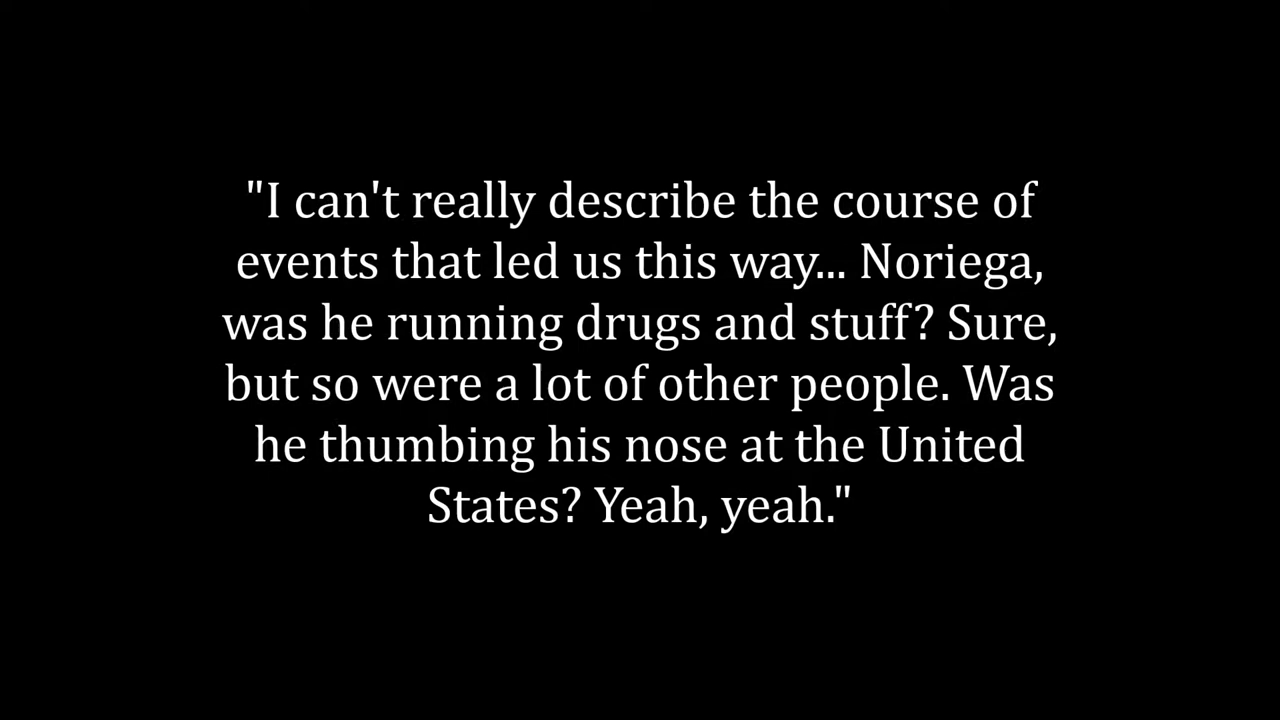 "I can't really describe the course of
events that led us this way... Noriega,
was he running drugs and stuff? Sure,
but so were a lot of other people. Was
he thumbing his nose at the United
States? Yeah, yeah."